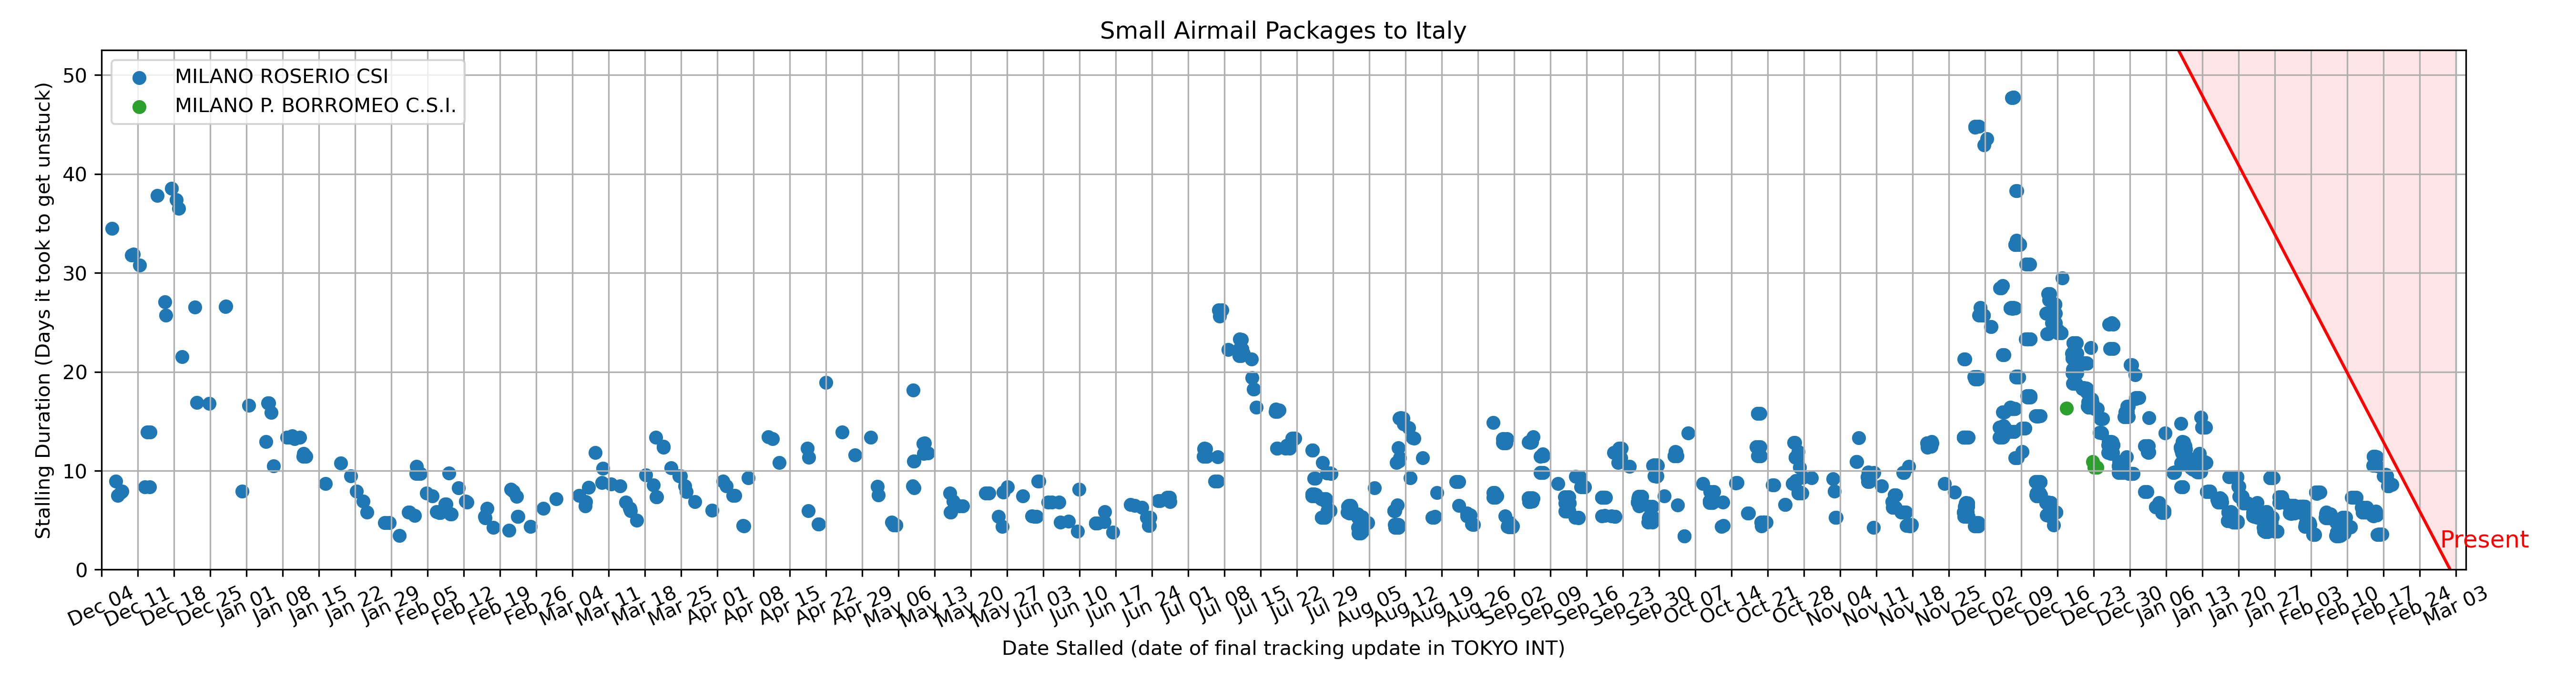 Small Airmail Packages to Italy
MILANO ROSERIO CSI
MILANO P. BORROMEO C.S.I.
Stalling Duration (Days it took to get unstuck)
50
40
30
20
10
0
Present
Dec 04
Dec 11
Dec 18
Dec 25
Jan 01
Jan 08
Jan 15
Jan 22
Jan 29
Feb 05
Feb 12
Feb 19
Feb 26
Mar 04
Mar 11
Mar 18
Mar 25
Apr 01
Apr 08
Apr 15
Apr 22
Apr 29
May 06
May 13
May 20
May 27
Jun 03
Jun 10
Jun 17
Jun 24
Jul 01
Jul 08
Jul 15
Jul 22
Jul 29
Aug 05
Aug 12
Aug 19
Aug 26
Sep 02
Sep 09
Sep 16
Sep 23
Sep 30
Oct 07
Oct 14
Oct 21
Oct 28
Nov 04
Nov 11
Nov 18
Nov 25
Dec 02
Dec 09
Dec 16
Dec 23
Dec 30
Jan 06
Jan 13
Jan 20
Jan 27
Feb 03
Feb 10
Feb 17
Feb 24
Mar 03
Date Stalled (date of final tracking update in TOKYO INT)